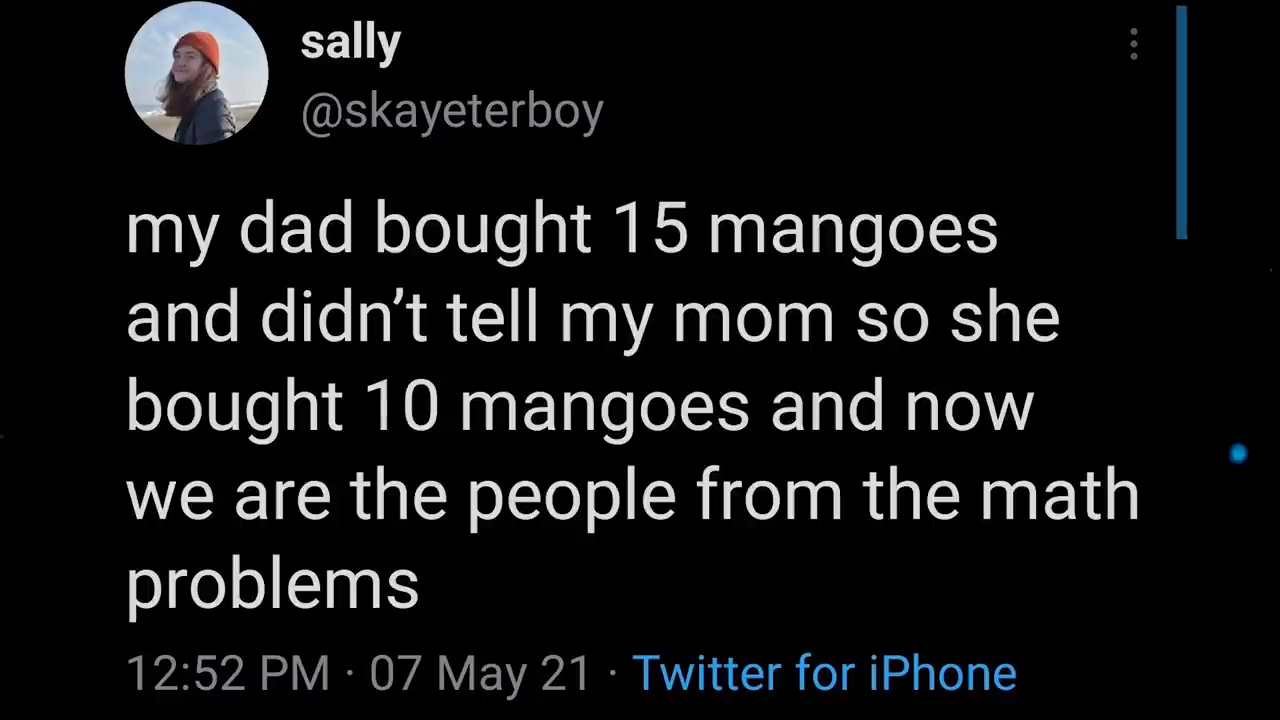 sally
@skayeterboy
my dad bought 15 mangoes
and didn’t tell my mom so she
bought 10 mangoes and now
we are the people from the math
problems
12:52 PM · 07 May 21 · Twitter for iPhone